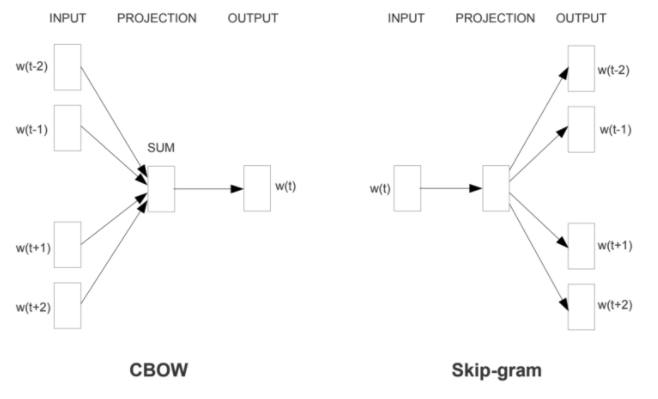 INPUT PROJECTION OUTPUT
w(t-2)
w(t-1)
SUM
w(t)
w(t+1)
w(t+2)
CBOW
INPUT PROJECTION OUTPUT
w(t-2)
w(t-1)
w(t)
w(t+1)
w(t+2)
Skip-gram